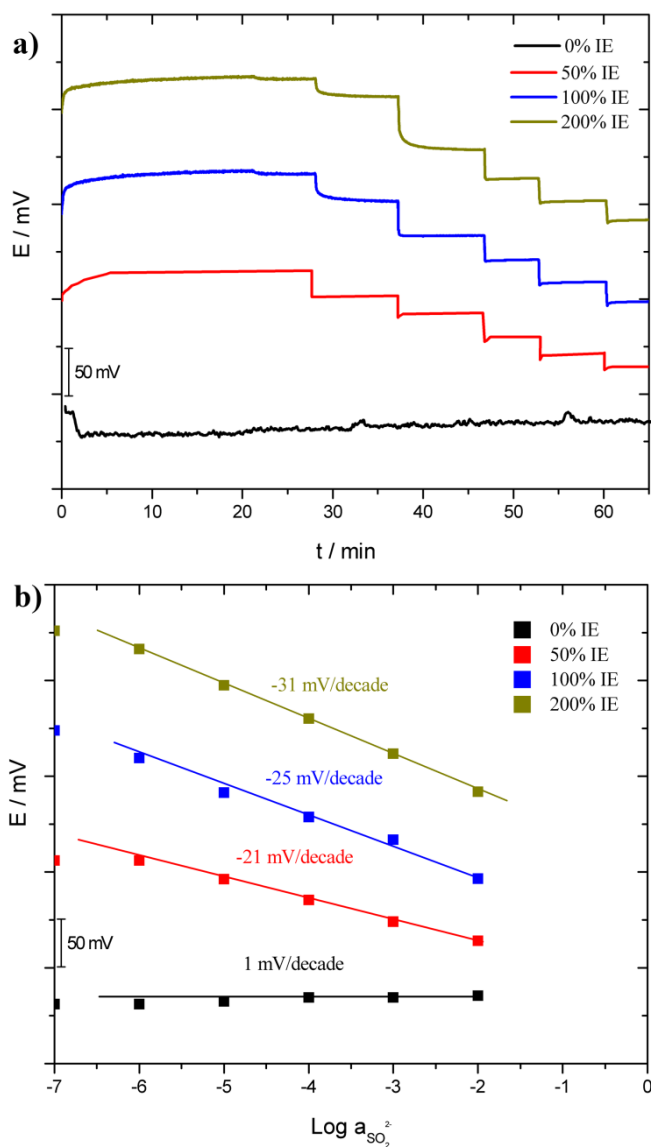 a)
0% IE
50% IE
100% IE
200% IE
E / mV
50 mV
0 10 20 30 40 50 60
t / min
b)
0% IE
50% IE
100% IE
200% IE
-31 mV/decade
-25 mV/decade
E / mV
-21 mV/decade
50 mV
1 mV/decade
-7 -6 -5 -4 -3 -2 -1 0
Log a_SO₂²⁻